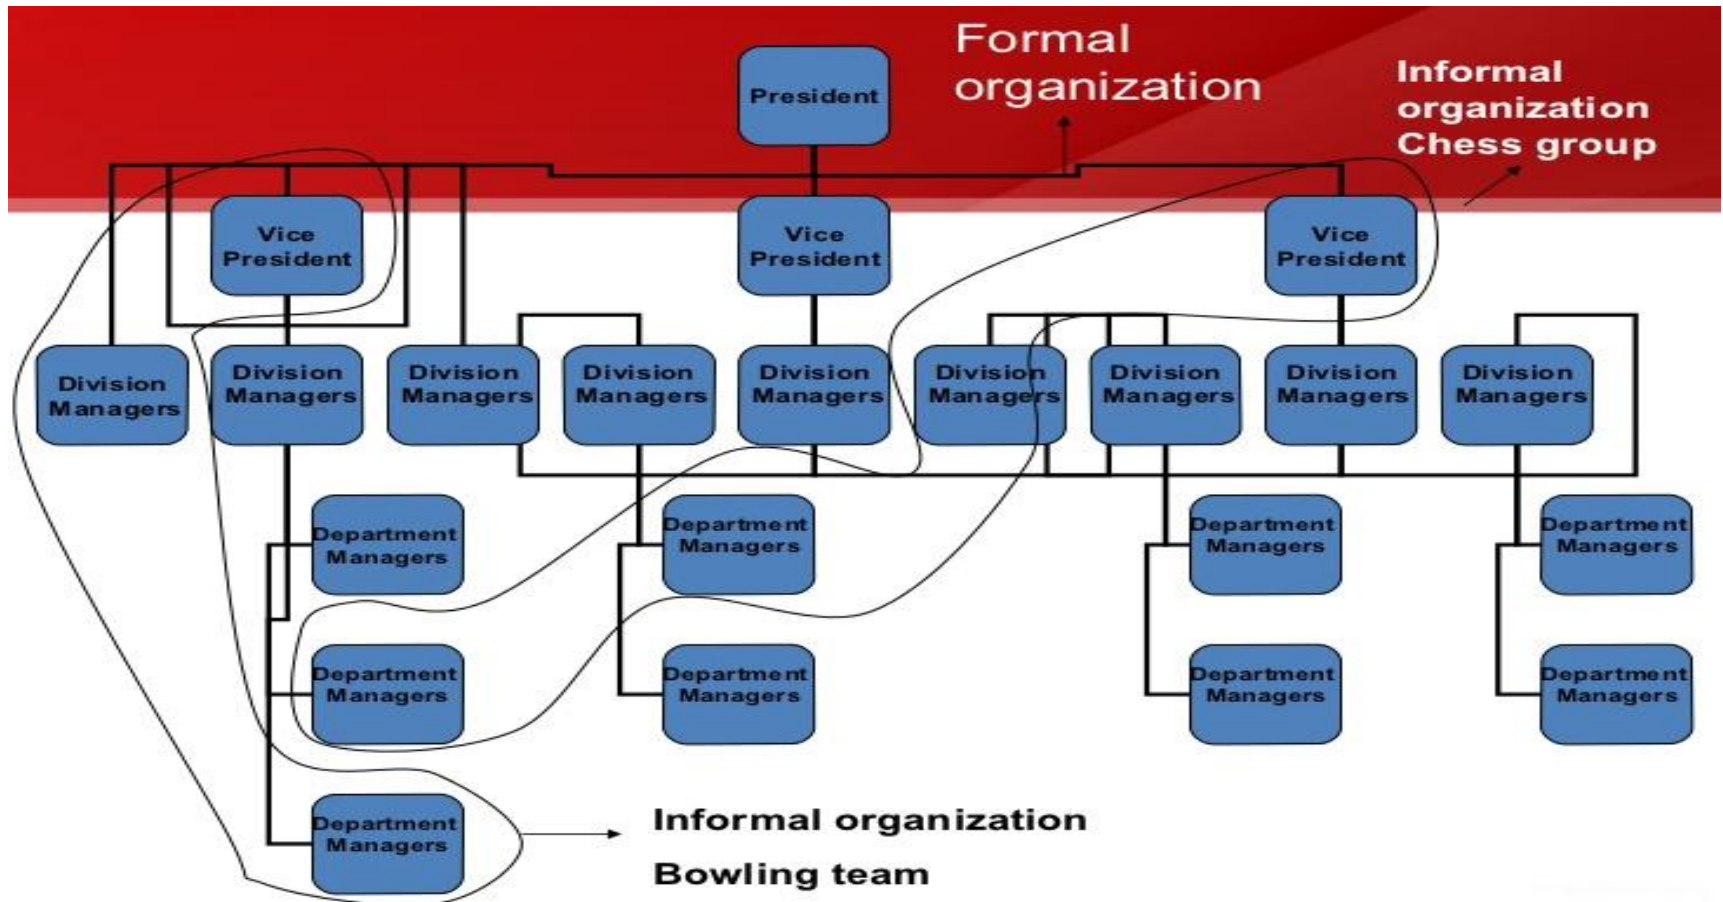 Formal
organization
Informal
organization
Chess group
President
Vice
President
Vice
President
Vice
President
Division
Managers
Division
Managers
Division
Managers
Division
Managers
Division
Managers
Division
Managers
Division
Managers
Division
Managers
Division
Managers
Department
Managers
Department
Managers
Department
Managers
Department
Managers
Department
Managers
Department
Managers
Department
Managers
Department
Managers
Department
Managers
Informal organization
Bowling team